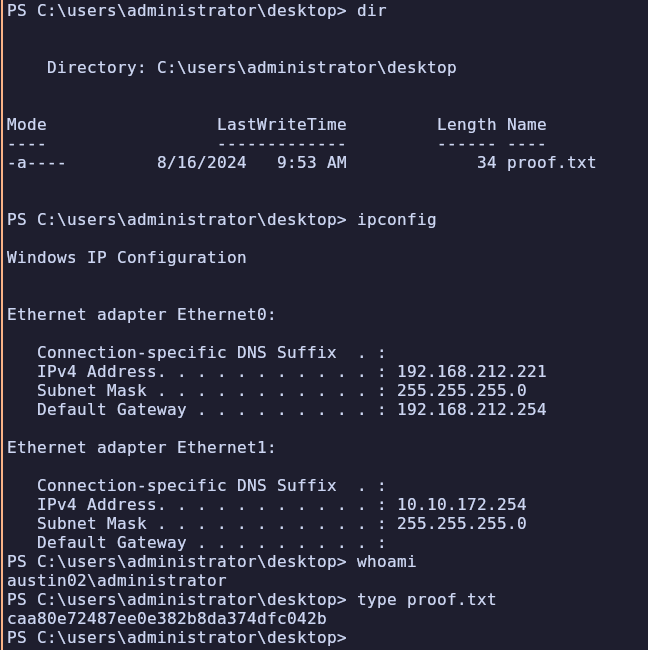 PS C:\users\administrator\desktop> dir
Directory: C:\users\administrator\desktop
Mode                 LastWriteTime         Length Name
----                 -------------         ------ ----
-a----         8/16/2024   9:53 AM             34 proof.txt
PS C:\users\administrator\desktop> ipconfig
Windows IP Configuration
Ethernet adapter Ethernet0:
   Connection-specific DNS Suffix  . :
   IPv4 Address. . . . . . . . . . . : 192.168.212.221
   Subnet Mask . . . . . . . . . . . : 255.255.255.0
   Default Gateway . . . . . . . . . : 192.168.212.254
Ethernet adapter Ethernet1:
   Connection-specific DNS Suffix  . :
   IPv4 Address. . . . . . . . . . . : 10.10.172.254
   Subnet Mask . . . . . . . . . . . : 255.255.255.0
   Default Gateway . . . . . . . . . :
PS C:\users\administrator\desktop> whoami
austin02\administrator
PS C:\users\administrator\desktop> type proof.txt
caa80e72487ee0e382b8da374dfc042b
PS C:\users\administrator\desktop>